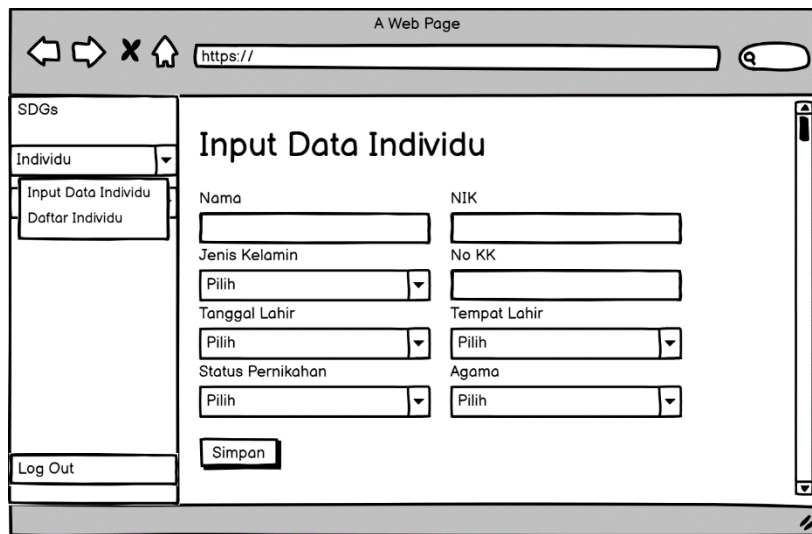 A Web Page
https://
SDGs
Individu
Input Data Individu
Daftar Individu
Log Out
Input Data Individu
Nama
NIK
Jenis Kelamin
No KK
Pilih
Tanggal Lahir
Tempat Lahir
Pilih
Pilih
Status Pernikahan
Agama
Pilih
Pilih
Simpan